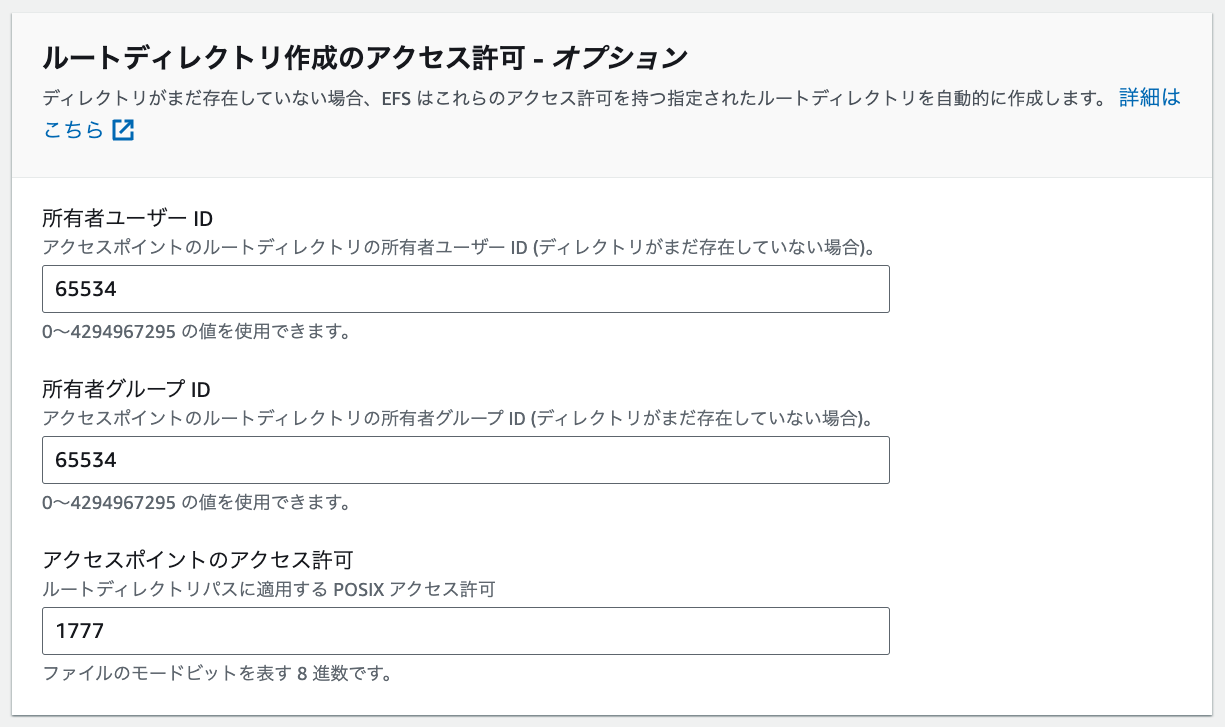 ルートディレクトリ作成のアクセス許可 - オプション
ディレクトリがまだ存在していない場合、EFS はこれらのアクセス許可を持つ指定されたルートディレクトリを自動的に作成します。 詳細は
こちら
所有者ユーザー ID
アクセスポイントのルートディレクトリの所有者ユーザー ID (ディレクトリがまだ存在していない場合)。
65534
0〜4294967295 の値を使用できます。
所有者グループ ID
アクセスポイントのルートディレクトリの所有者グループ ID (ディレクトリがまだ存在していない場合)。
65534
0〜4294967295 の値を使用できます。
アクセスポイントのアクセス許可
ルートディレクトリパスに適用する POSIX アクセス許可
1777
ファイルのモードビットを表す 8 進数です。